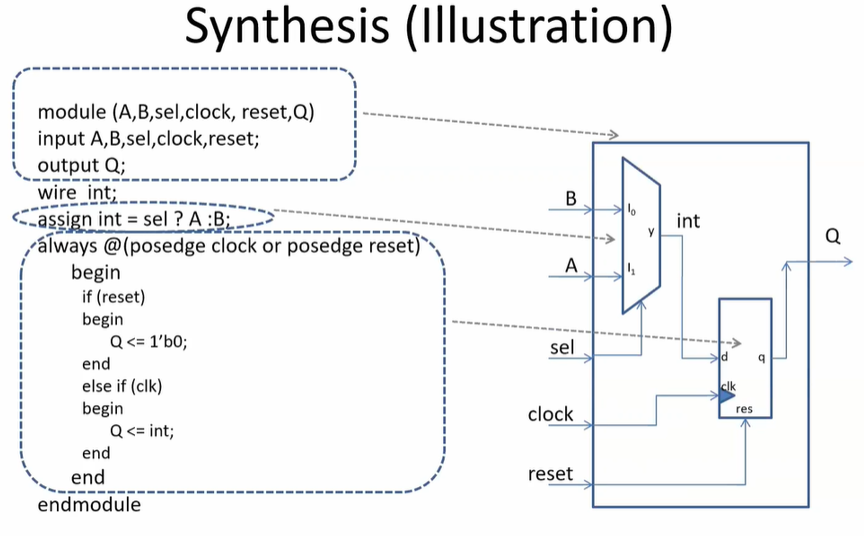 Synthesis (Illustration)
module (A,B,sel,clock, reset,Q)
input A,B,sel,clock,reset;
output Q;
wire int;
assign int = sel ? A :B;
always @(posedge clock or posedge reset)
begin
if (reset)
begin
Q <= 1'b0;
end
else if (clk)
begin
Q <= int;
end
end
endmodule
B
I0
y
int
Q
A
I1
sel
d
q
clk
res
clock
reset